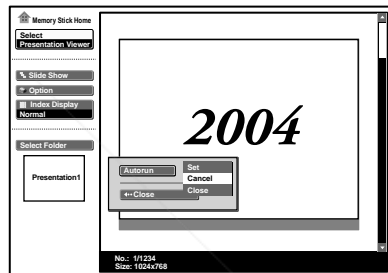 Memory Stick Home
Select
Presentation Viewer
Slide Show
Option
Index Display
Normal
Select Folder
Presentation1
2004
Autorun
Set
Cancel
Close
Close
No.: 1/1234
Size: 1024x768